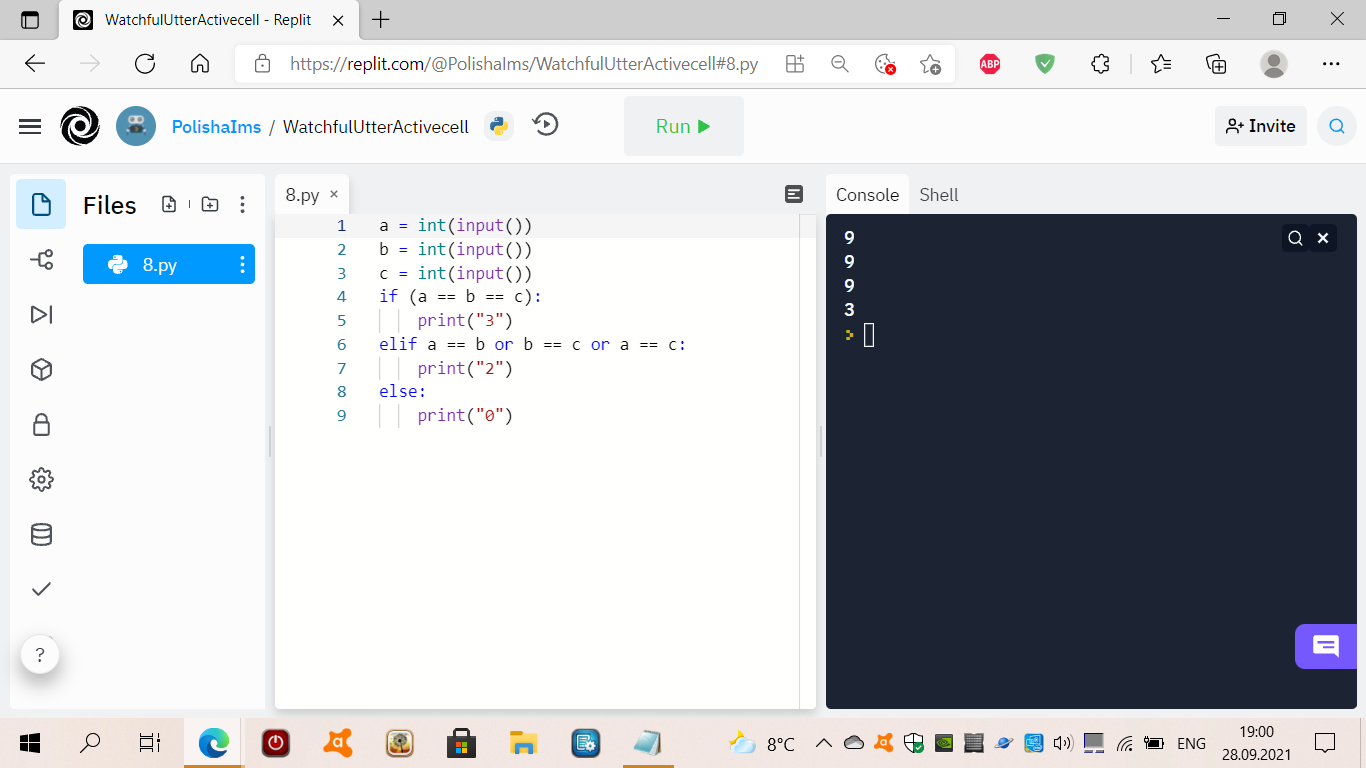 WatchfulUtterActivecell - Replit
https://replit.com/@PolishaIms/WatchfulUtterActivecell#8.py
ABP
PolishaIms / WatchfulUtterActivecell
Run
Invite
Files
8.py
8.py
1 a = int(input())
2 b = int(input())
3 c = int(input())
4 if (a == b == c):
5 print("3")
6 elif a == b or b == c or a == c:
7 print("2")
8 else:
9 print("0")
Console Shell
9
9
9
3
?
8°C
ENG
19:00
28.09.2021